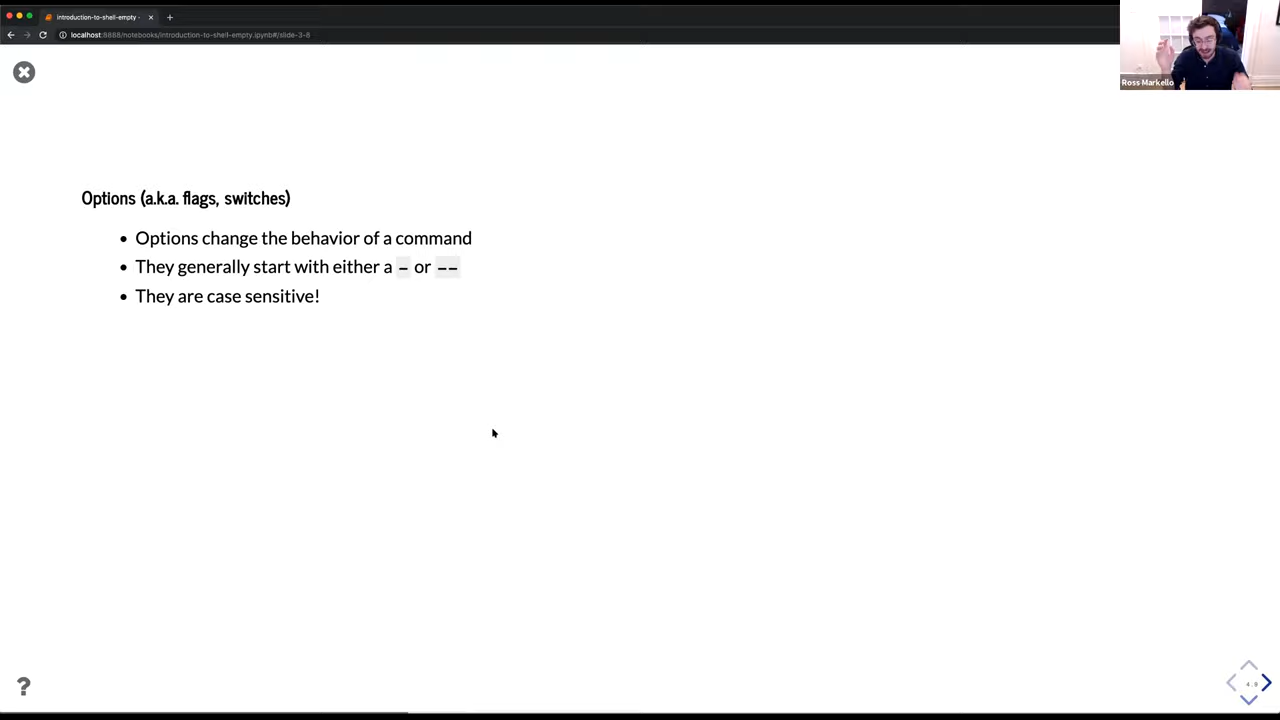 introduction-to-shell-empty -
localhost:8888/notebooks/introduction-to-shell-empty.ipynb#/slide-3-8
Ross Markello
Options (a.k.a. flags, switches)
• Options change the behavior of a command
• They generally start with either a - or --
• They are case sensitive!
?